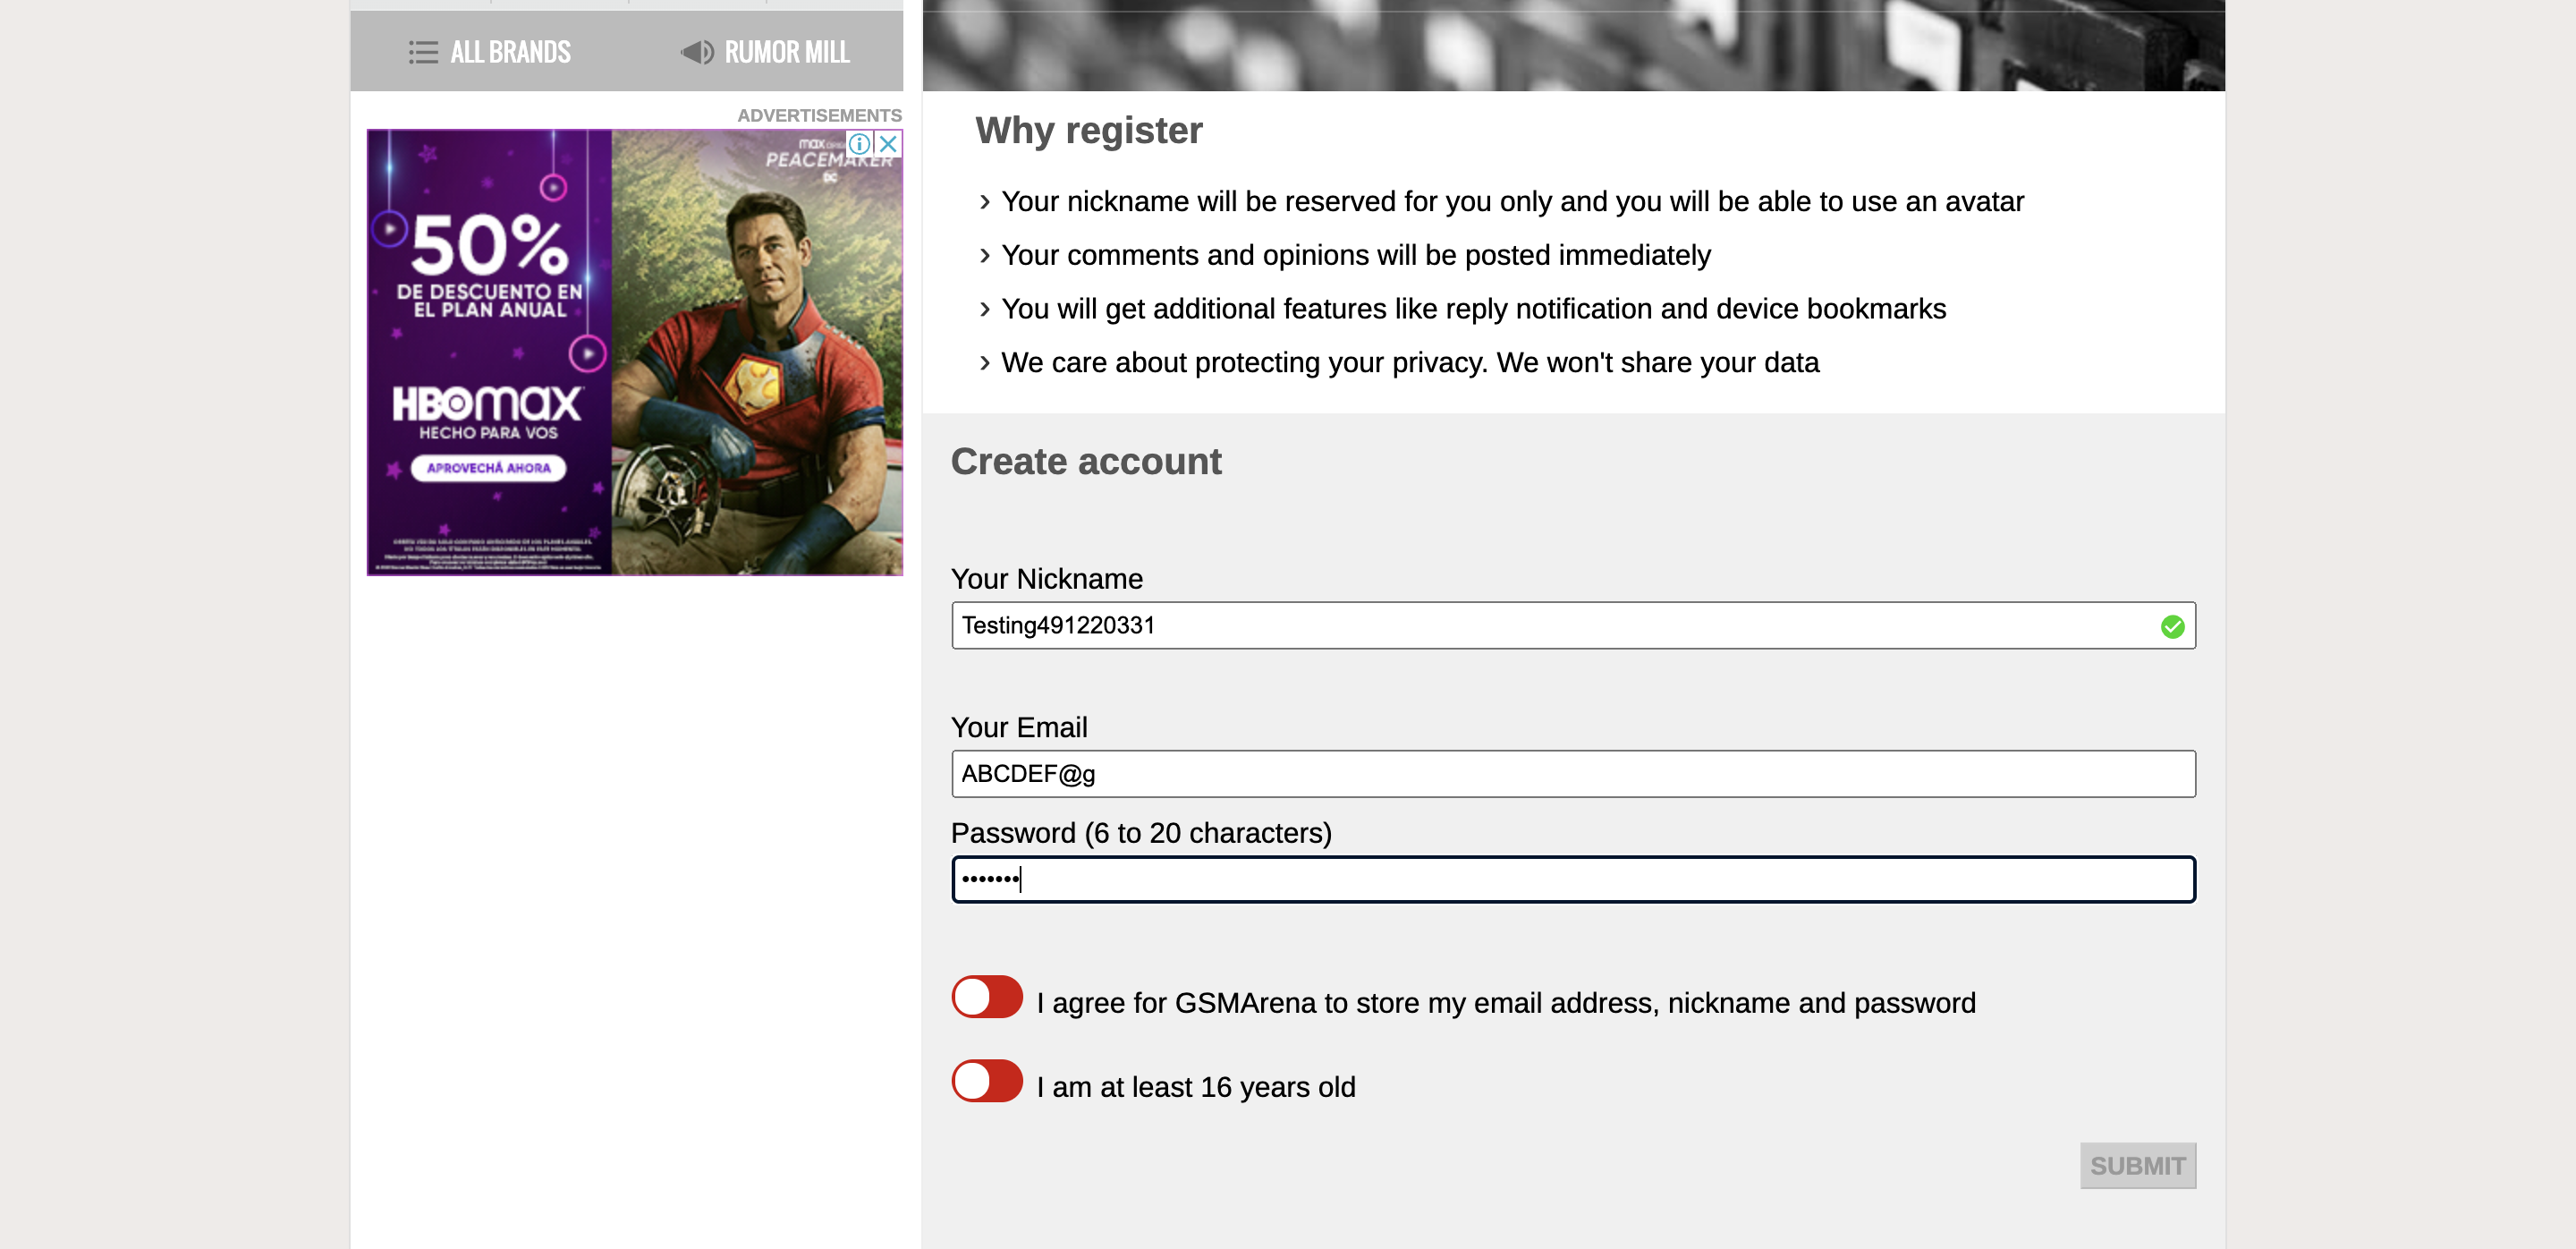 ALL BRANDS
RUMOR MILL
ADVERTISEMENTS
max
PEACEMAKER
DC
50%
DE DESCUENTO EN
EL PLAN ANUAL
HBOmax
HECHO PARA VOS
APROVECHÁ AHORA
Why register
› Your nickname will be reserved for you only and you will be able to use an avatar
› Your comments and opinions will be posted immediately
› You will get additional features like reply notification and device bookmarks
› We care about protecting your privacy. We won't share your data
Create account
Your Nickname
Testing491220331
Your Email
ABCDEF@g
Password (6 to 20 characters)
•••••••
I agree for GSMArena to store my email address, nickname and password
I am at least 16 years old
SUBMIT